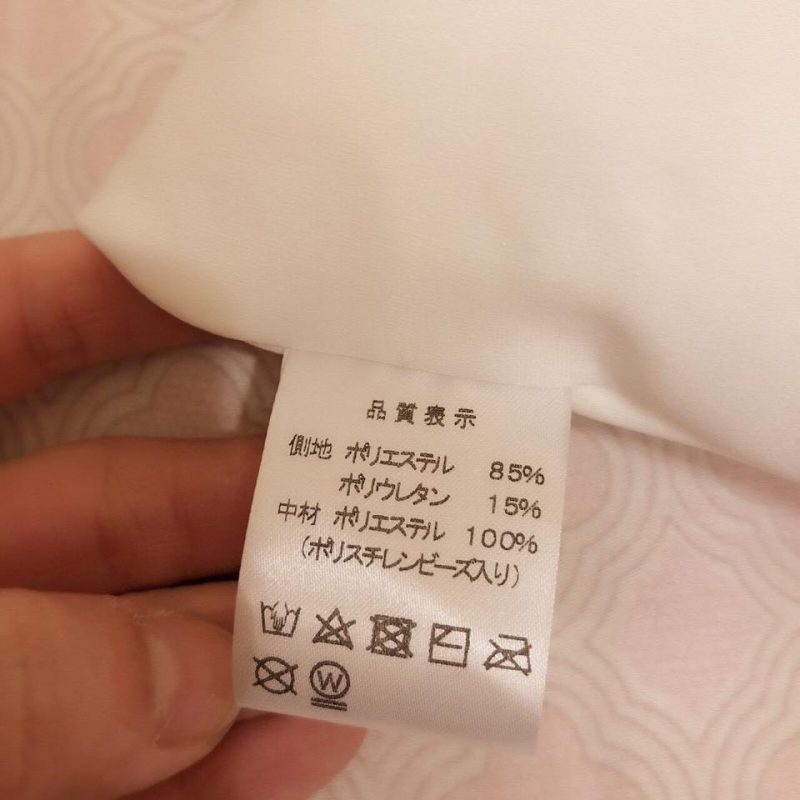 品質表示
側地 ポリエステル 85%
ポリウレタン 15%
中材 ポリエステル 100%
(ポリスチレンビーズ入り)
W